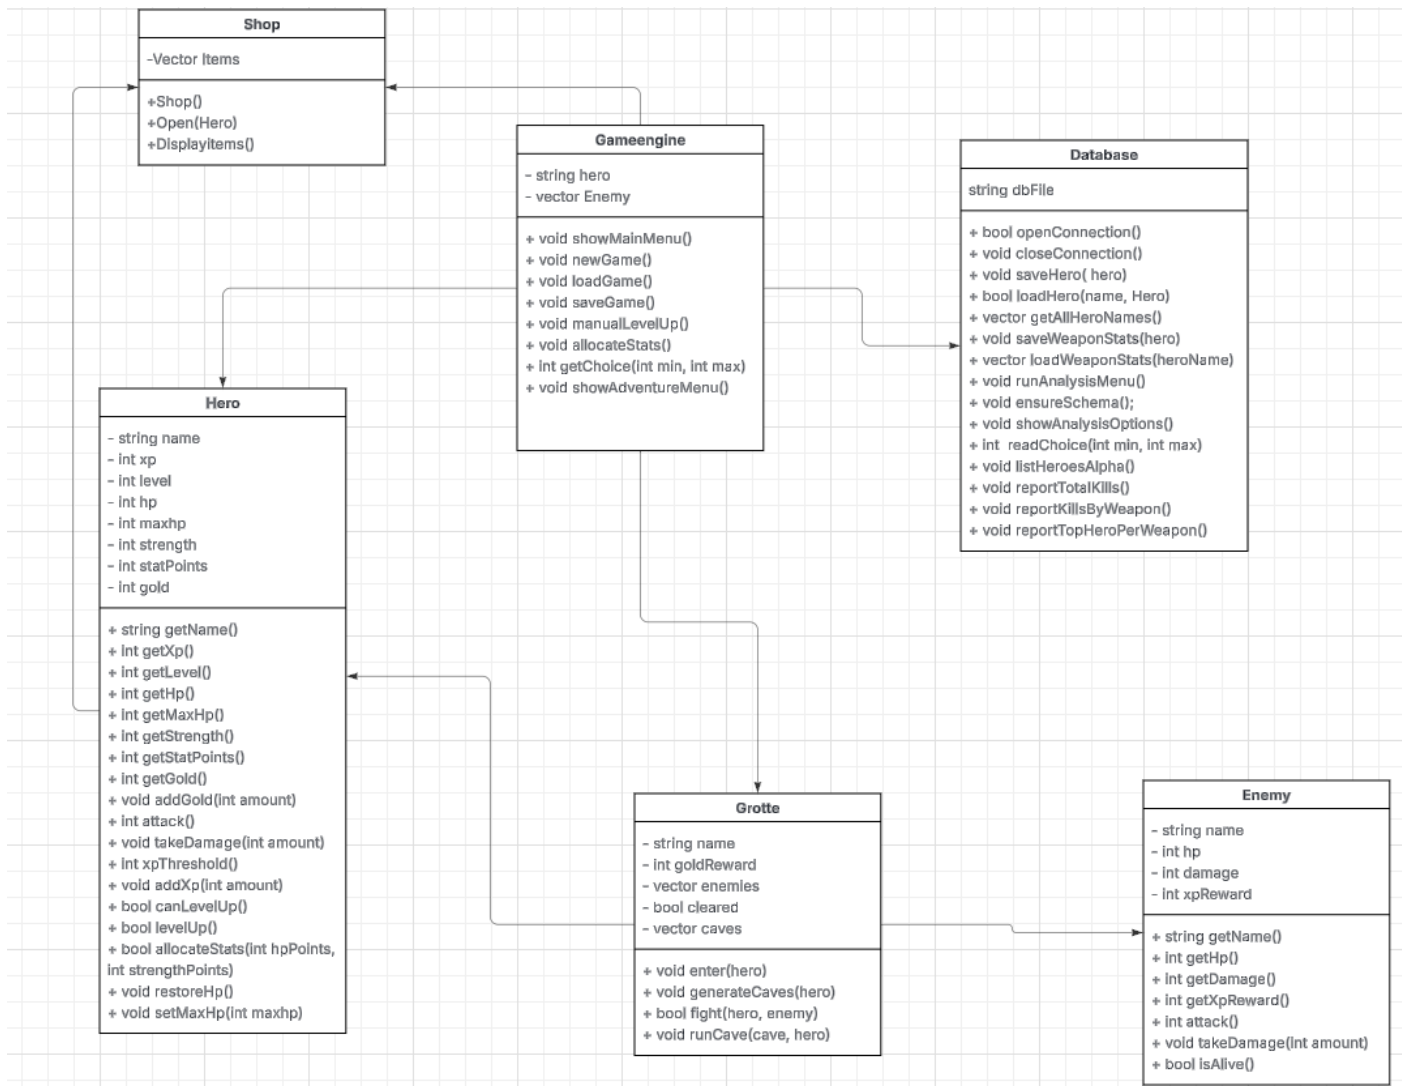 Shop
-Vector Items
+Shop()
+Open(Hero)
+Displayitems()
Gameengine
- string hero
- vector Enemy
+ void showMainMenu()
+ void newGame()
+ void loadGame()
+ void saveGame()
+ void manualLevelUp()
+ void allocateStats()
+ int getChoice(int min, int max)
+ void showAdventureMenu()
Database
string dbFile
+ bool openConnection()
+ void closeConnection()
+ void saveHero( hero)
+ bool loadHero(name, Hero)
+ vector getAllHeroNames()
+ void saveWeaponStats(hero)
+ vector loadWeaponStats(heroName)
+ void runAnalysisMenu()
+ void ensureSchema();
+ void showAnalysisOptions()
+ int  readChoice(int min, int max)
+ void listHeroesAlpha()
+ void reportTotalKills()
+ void reportKillsByWeapon()
+ void reportTopHeroPerWeapon()
Hero
- string name
- int xp
- int level
- int hp
- int maxhp
- int strength
- int statPoints
- int gold
+ string getName()
+ int getXp()
+ int getLevel()
+ int getHp()
+ int getMaxHp()
+ int getStrength()
+ int getStatPoints()
+ int getGold()
+ void addGold(int amount)
+ int attack()
+ void takeDamage(int amount)
+ int xpThreshold()
+ void addXp(int amount)
+ bool canLevelUp()
+ bool levelUp()
+ bool allocateStats(int hpPoints,
int strengthPoints)
+ void restoreHp()
+ void setMaxHp(int maxhp)
Grotte
- string name
- int goldReward
- vector enemies
- bool cleared
- vector caves
+ void enter(hero)
+ void generateCaves(hero)
+ bool fight(hero, enemy)
+ void runCave(cave, hero)
Enemy
- string name
- int hp
- int damage
- int xpReward
+ string getName()
+ int getHp()
+ int getDamage()
+ int getXpReward()
+ int attack()
+ void takeDamage(int amount)
+ bool isAlive()